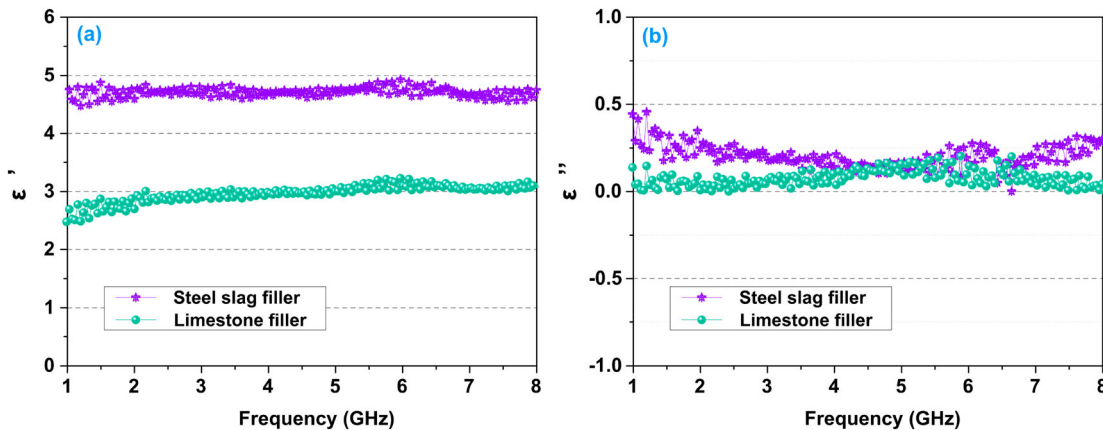 (a)
6
5
4
3
2
1
0
ε ’
Steel slag filler
Limestone filler
1 2 3 4 5 6 7 8
Frequency (GHz)
(b)
1.0
0.5
0.0
-0.5
-1.0
ε ’’
Steel slag filler
Limestone filler
1 2 3 4 5 6 7 8
Frequency (GHz)